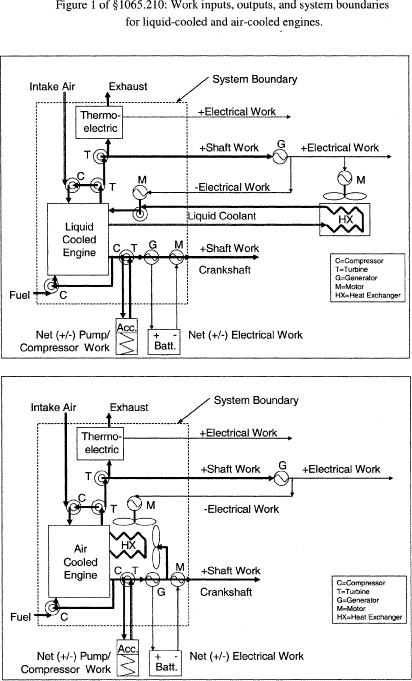 Figure 1 of §1065.210: Work inputs, outputs, and system boundaries
for liquid-cooled and air-cooled engines.
Intake Air
Exhaust
System Boundary
Thermo-
electric
+Electrical Work
T
+Shaft Work
G
+Electrical Work
C
T
M
-Electrical Work
M
Liquid Coolant
HX
Liquid
Cooled
Engine
C
T
G
M
+Shaft Work
Crankshaft
Fuel
C
C=Compressor
T=Turbine
G=Generator
M=Motor
HX=Heat Exchanger
Net (+/-) Pump/
Compressor Work
Acc.
+ -
Batt.
Net (+/-) Electrical Work
Intake Air
Exhaust
System Boundary
Thermo-
electric
+Electrical Work
T
+Shaft Work
G
+Electrical Work
C
T
M
-Electrical Work
HX
Air
Cooled
Engine
C
T
G
M
+Shaft Work
Crankshaft
Fuel
C
C=Compressor
T=Turbine
G=Generator
M=Motor
HX=Heat Exchanger
Net (+/-) Pump/
Compressor Work
Acc.
+ -
Batt.
Net (+/-) Electrical Work